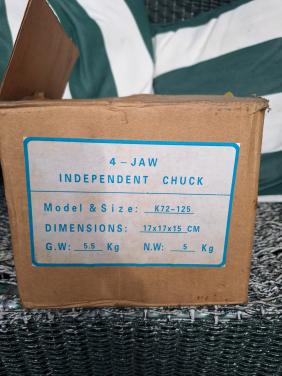 4-JAW
INDEPENDENT CHUCK
Model & Size: K72-125
DIMENSIONS: 17x17x15 CM
G.W: 5.5 Kg N.W: 5 Kg